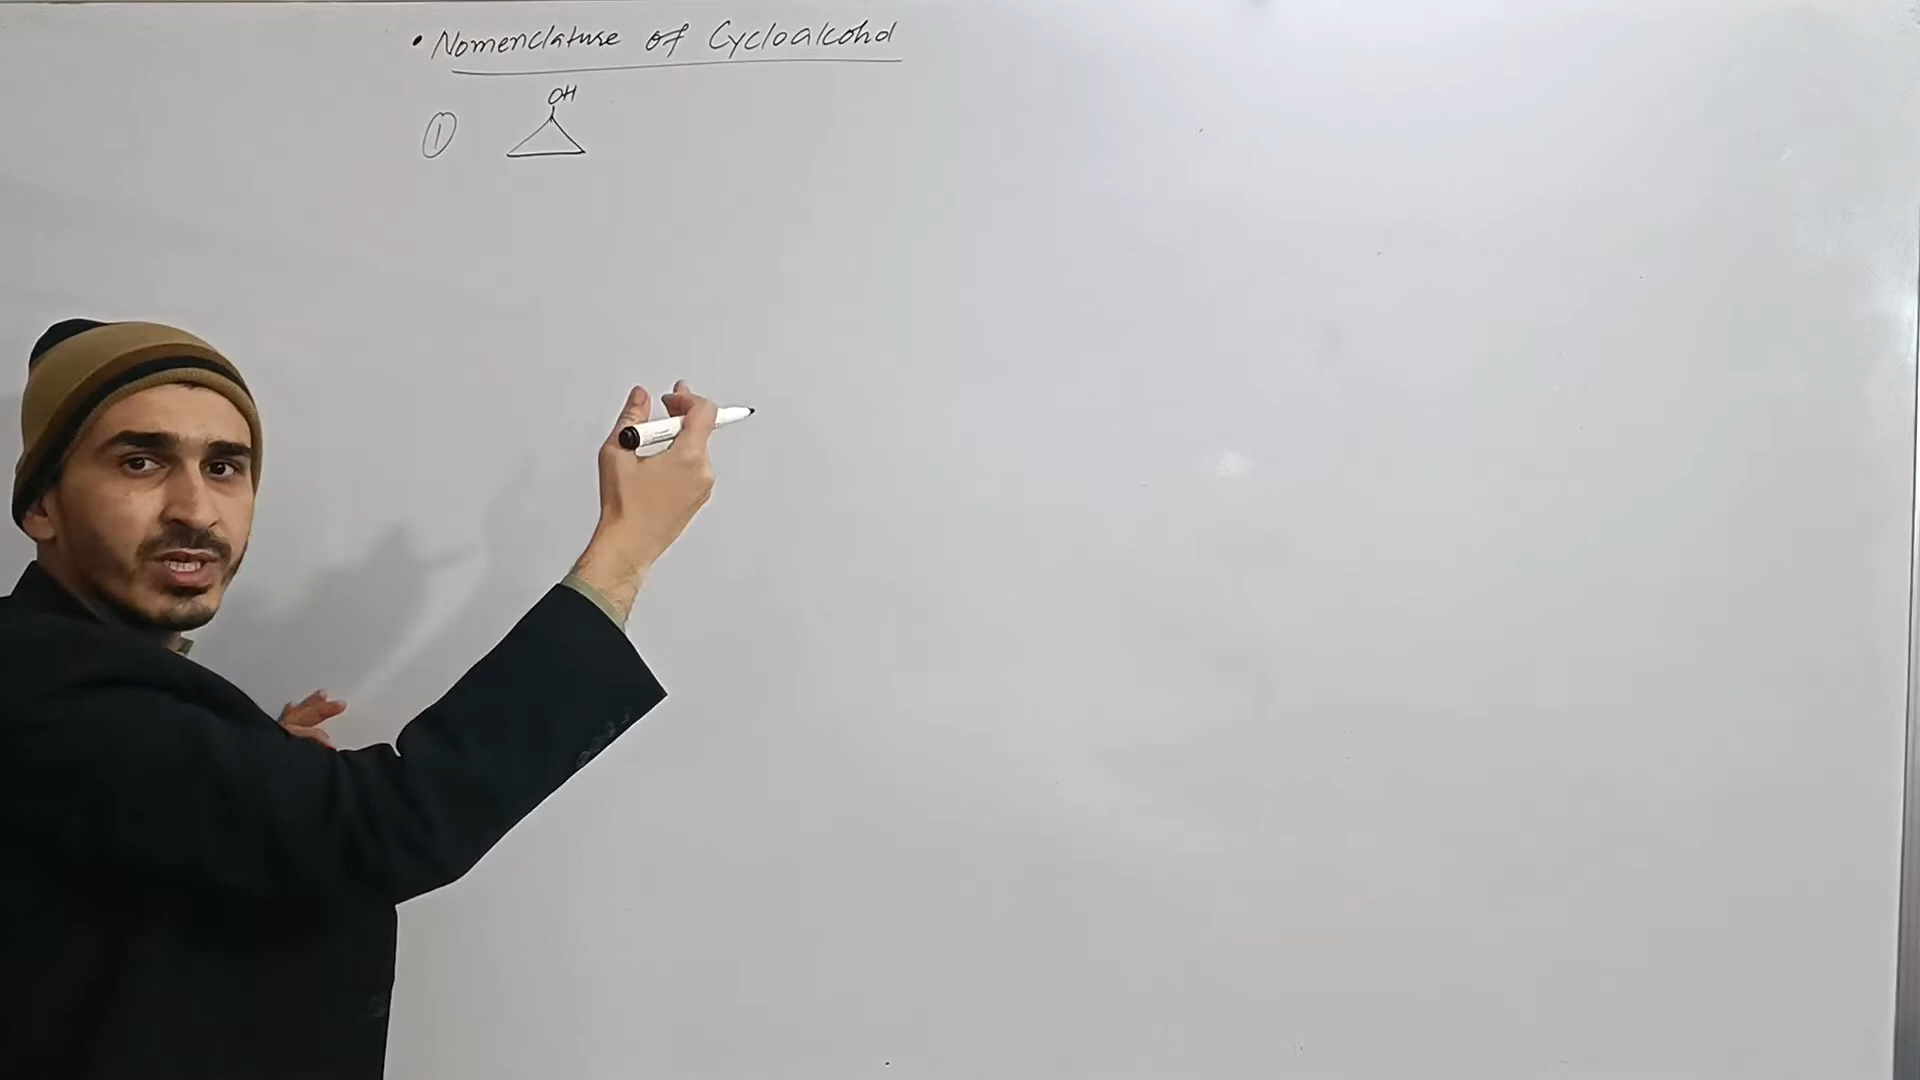 • Nomenclature of Cycloalcohol
OH
①